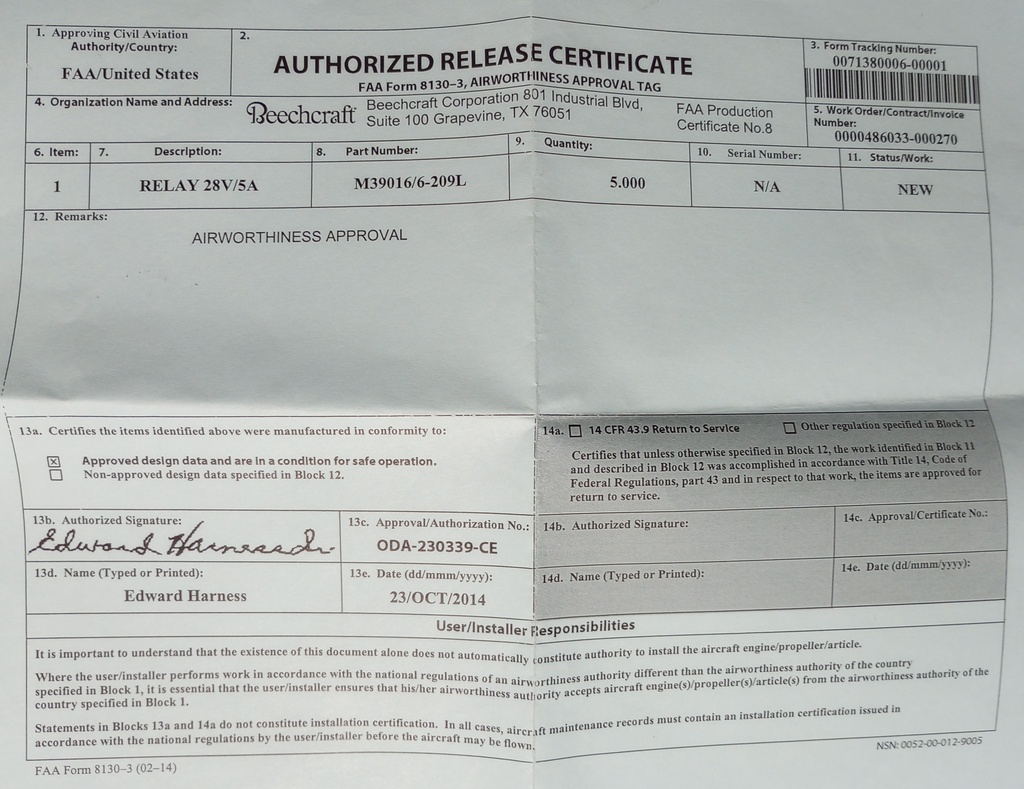 1. Approving Civil Aviation
Authority/Country:
FAA/United States
2.
AUTHORIZED RELEASE CERTIFICATE
FAA Form 8130–3, AIRWORTHINESS APPROVAL TAG
3. Form Tracking Number:
0071380006-00001
4. Organization Name and Address:
Beechcraft
Beechcraft Corporation 801 Industrial Blvd,
Suite 100 Grapevine, TX 76051
FAA Production
Certificate No.8
5. Work Order/Contract/Invoice
Number:
0000486033-000270
6. Item: 7. Description: 8. Part Number: 9. Quantity: 10. Serial Number: 11. Status/Work:
1 RELAY 28V/5A M39016/6-209L 5.000 N/A NEW
12. Remarks:
AIRWORTHINESS APPROVAL
13a. Certifies the items identified above were manufactured in conformity to:
Approved design data and are in a condition for safe operation.
Non-approved design data specified in Block 12.
14a. 14 CFR 43.9 Return to Service Other regulation specified in Block 12
Certifies that unless otherwise specified in Block 12, the work identified in Block 11
and described in Block 12 was accomplished in accordance with Title 14, Code of
Federal Regulations, part 43 and in respect to that work, the items are approved for
return to service.
13b. Authorized Signature:
Edward Harness Jr.
13c. Approval/Authorization No.:
ODA-230339-CE
14b. Authorized Signature:
14c. Approval/Certificate No.:
13d. Name (Typed or Printed):
Edward Harness
13e. Date (dd/mmm/yyyy):
23/OCT/2014
14d. Name (Typed or Printed):
14e. Date (dd/mmm/yyyy):
User/Installer Responsibilities
It is important to understand that the existence of this document alone does not automatically constitute authority to install the aircraft engine/propeller/article.
Where the user/installer performs work in accordance with the national regulations of an airworthiness authority different than the airworthiness authority of the country
specified in Block 1, it is essential that the user/installer ensures that his/her airworthiness authority accepts aircraft engine(s)/propeller(s)/article(s) from the airworthiness authority of the
country specified in Block 1.
Statements in Blocks 13a and 14a do not constitute installation certification. In all cases, aircraft maintenance records must contain an installation certification issued in
accordance with the national regulations by the user/installer before the aircraft may be flown.
FAA Form 8130–3 (02-14)
NSN: 0052-00-012-9005